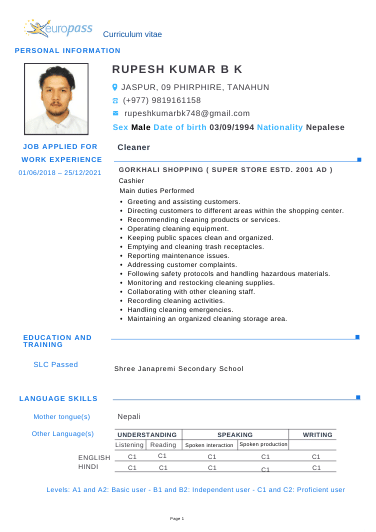 europass Curriculum vitae
PERSONAL INFORMATION
RUPESH KUMAR B K
JASPUR, 09 PHIRPHIRE, TANAHUN
(+977) 9819161158
rupeshkumarbk748@gmail.com
Sex Male Date of birth 03/09/1994 Nationality Nepalese
JOB APPLIED FOR Cleaner
WORK EXPERIENCE
01/06/2018 – 25/12/2021
GORKHALI SHOPPING ( SUPER STORE ESTD. 2001 AD )
Cashier
Main duties Performed
• Greeting and assisting customers.
• Directing customers to different areas within the shopping center.
• Recommending cleaning products or services.
• Operating cleaning equipment.
• Keeping public spaces clean and organized.
• Emptying and cleaning trash receptacles.
• Reporting maintenance issues.
• Addressing customer complaints.
• Following safety protocols and handling hazardous materials.
• Monitoring and restocking cleaning supplies.
• Collaborating with other cleaning staff.
• Recording cleaning activities.
• Handling cleaning emergencies.
• Maintaining an organized cleaning storage area.
EDUCATION AND
TRAINING
SLC Passed
Shree Janapremi Secondary School
LANGUAGE SKILLS
Mother tongue(s) Nepali
Other Language(s) UNDERSTANDING SPEAKING WRITING
Listening Reading Spoken interaction Spoken production
ENGLISH C1 C1 C1 C1 C1
HINDI C1 C1 C1 C1 C1
Levels: A1 and A2: Basic user - B1 and B2: Independent user - C1 and C2: Proficient user
Page 1